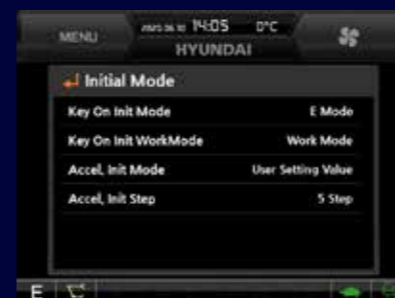 MENU 14:05 0°C
HYUNDAI
Initial Mode
Key On Init Mode E Mode
Key On Init WorkMode Work Mode
Accel, Init Mode User Setting Value
Accel, Init Step 5 Step
E